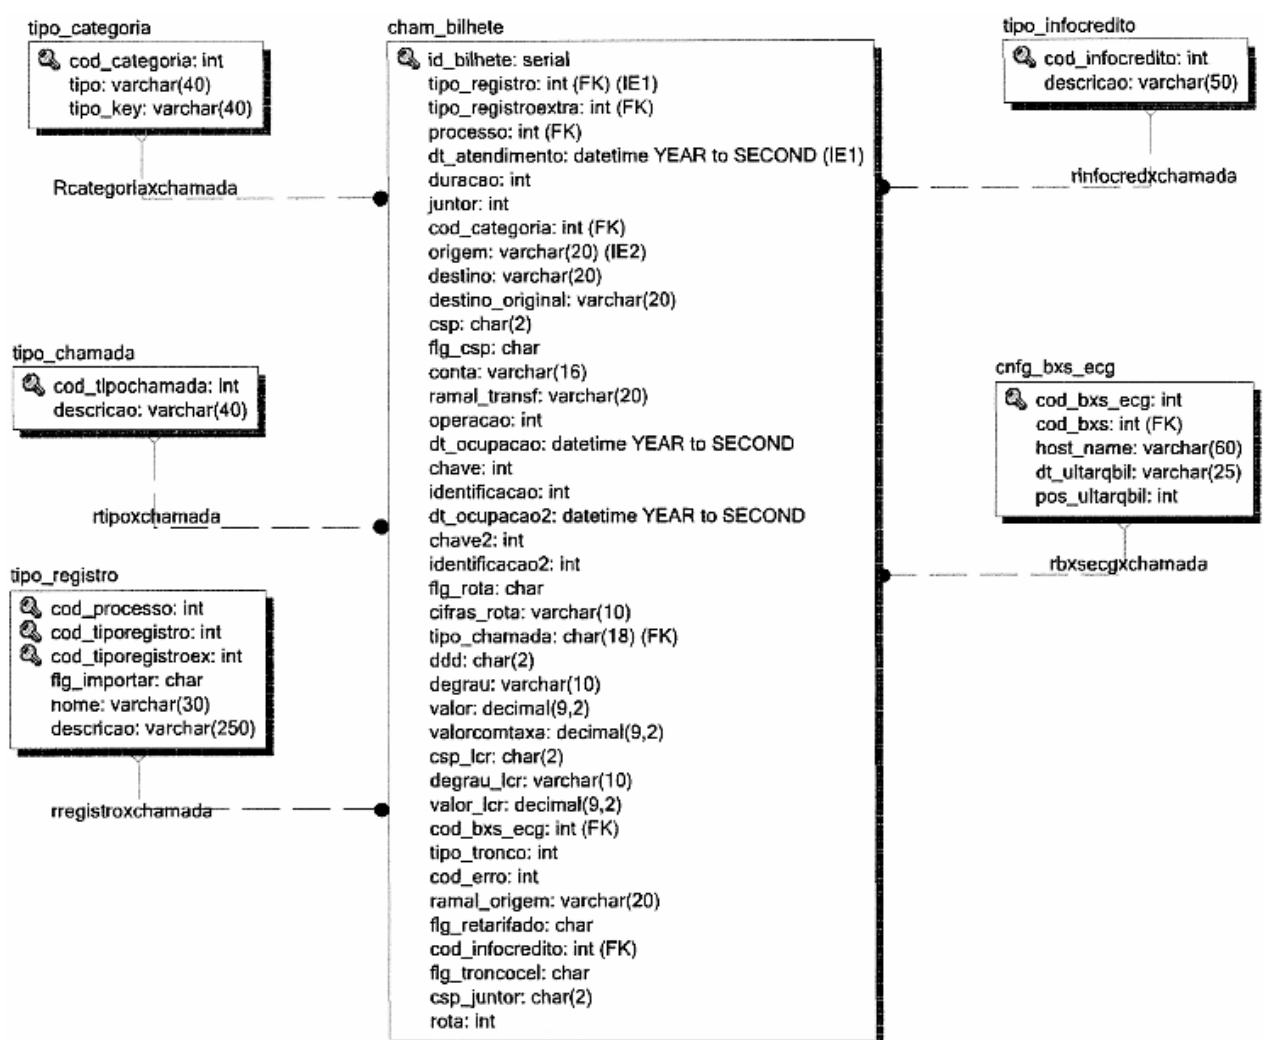 tipo_categoria
cod_categoria: int
tipo: varchar(40)
tipo_key: varchar(40)
Rcategoriaxchamada
tipo_chamada
cod_tipochamada: int
descricao: varchar(40)
rtipoxchamada
tipo_registro
cod_processo: int
cod_tiporegistro: int
cod_tiporegistroex: int
flg_importar: char
nome: varchar(30)
descricao: varchar(250)
rregistroxchamada
cham_bilhete
id_bilhete: serial
tipo_registro: int (FK) (IE1)
tipo_registroextra: int (FK)
processo: int (FK)
dt_atendimento: datetime YEAR to SECOND (IE1)
duracao: int
juntor: int
cod_categoria: int (FK)
origem: varchar(20) (IE2)
destino: varchar(20)
destino_original: varchar(20)
csp: char(2)
flg_csp: char
conta: varchar(16)
ramal_transf: varchar(20)
operacao: int
dt_ocupacao: datetime YEAR to SECOND
chave: int
identificacao: int
dt_ocupacao2: datetime YEAR to SECOND
chave2: int
identificacao2: int
flg_rota: char
cifras_rota: varchar(10)
tipo_chamada: char(18) (FK)
ddd: char(2)
degrau: varchar(10)
valor: decimal(9,2)
valorcomtaxa: decimal(9,2)
csp_lcr: char(2)
degrau_lcr: varchar(10)
valor_lcr: decimal(9,2)
cod_bxs_ecg: int (FK)
tipo_tronco: int
cod_erro: int
ramal_origem: varchar(20)
flg_retarifado: char
cod_infocredito: int (FK)
flg_troncocel: char
csp_juntor: char(2)
rota: int
tipo_infocredito
cod_infocredito: int
descricao: varchar(50)
rinfocredxchamada
cnfg_bxs_ecg
cod_bxs_ecg: int
cod_bxs: int (FK)
host_name: varchar(60)
dt_ultarqbil: varchar(25)
pos_ultarqbil: int
rbxsecgxchamada